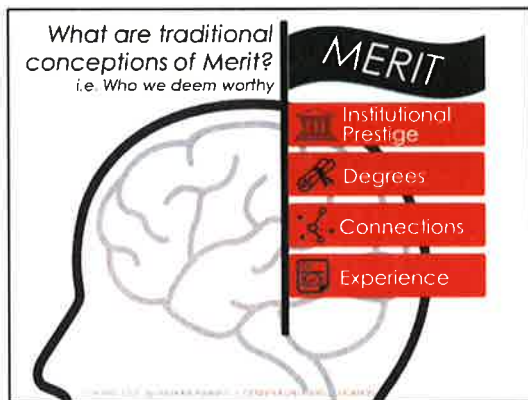 What are traditional
conceptions of Merit?
i.e. Who we deem worthy
MERIT
Institutional
Prestige
Degrees
Connections
Experience